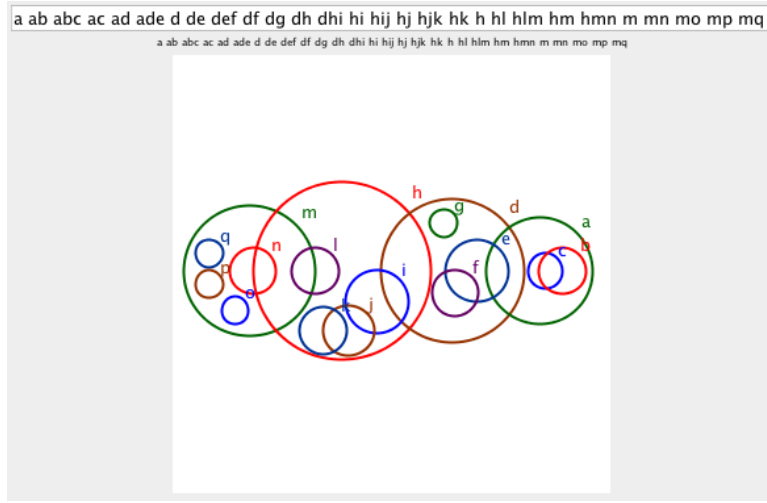 a ab abc ac ad ade d de def df dg dh dhi hi hij hj hjk hk h hl hlm hm hmn m mn mo mp mq
a ab abc ac ad ade d de def df dg dh dhi hi hij hj hjk hk h hl hlm hm hmn m mn mo mp mq
h
g
d
m
a
q
n
l
e
b
c
p
i
f
o
k
j